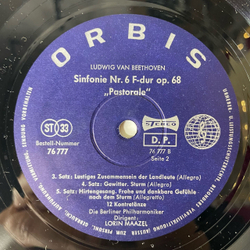 ORBIS
LUDWIG VAN BEETHOVEN
Sinfonie Nr. 6 F-dur op. 68
„Pastorale"
ST 33
STEREO
Bestell-Nummer
76 777
D. P.
76 777 B
Seite 2
3. Satz: Lustiges Zusammensein der Landleute (Allegro)
4. Satz: Gewitter, Sturm (Allegro)
5. Satz: Hirtengesang, Frohe und dankbare Gefühle
nach dem Sturm (Allegretto)
12 Kontratänze
Die Berliner Philharmoniker
Dirigent:
LORIN MAAZEL